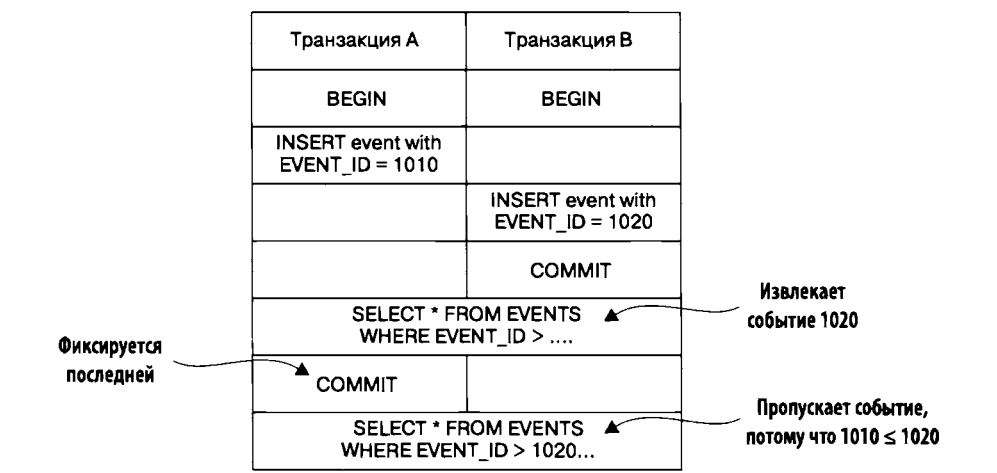 Транзакция A
Транзакция B
BEGIN
BEGIN
INSERT event with
EVENT_ID = 1010
INSERT event with
EVENT_ID = 1020
COMMIT
SELECT * FROM EVENTS
WHERE EVENT_ID > ....
Извлекает
событие 1020
Фиксируется
последней
COMMIT
SELECT * FROM EVENTS
WHERE EVENT_ID > 1020...
Пропускает событие,
потому что 1010 ≤ 1020